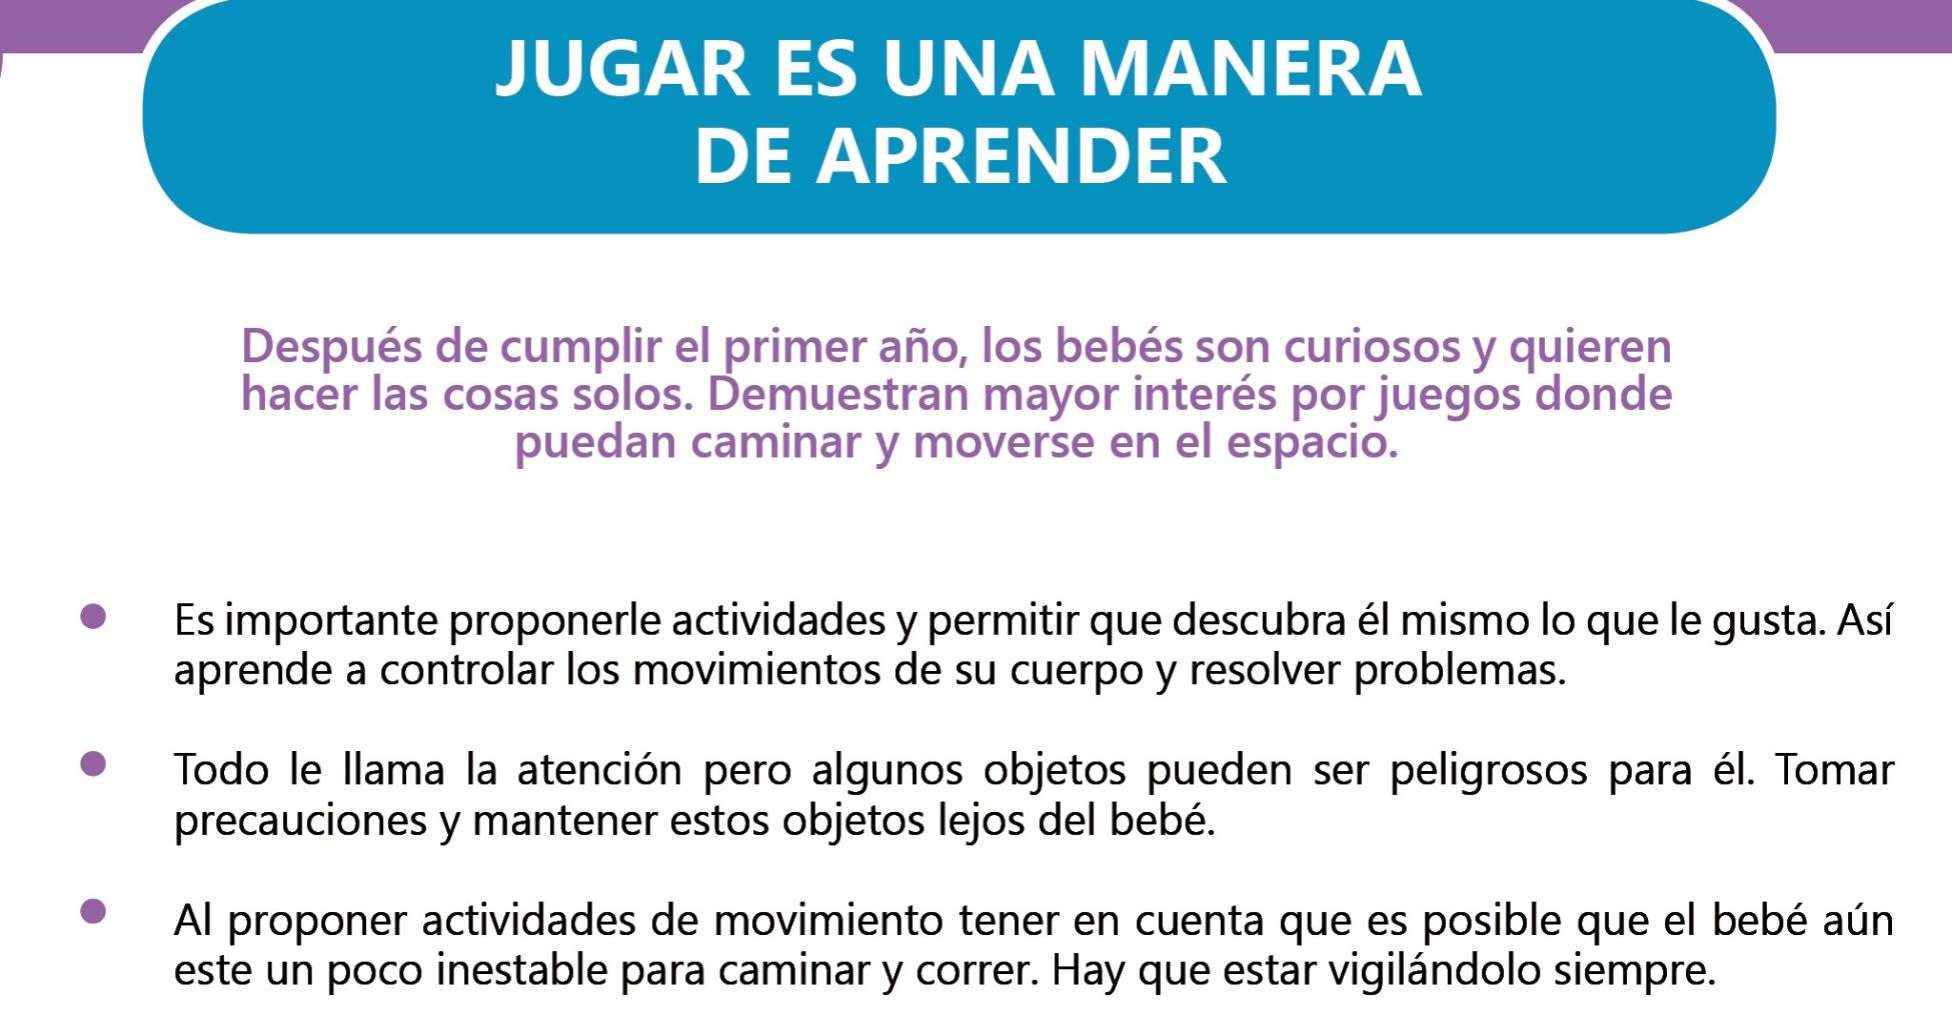 JUGAR ES UNA MANERA
DE APRENDER
Después de cumplir el primer año, los bebés son curiosos y quieren
hacer las cosas solos. Demuestran mayor interés por juegos donde
puedan caminar y moverse en el espacio.
Es importante proponerle actividades y permitir que descubra él mismo lo que le gusta. Así
aprende a controlar los movimientos de su cuerpo y resolver problemas.
Todo le llama la atención pero algunos objetos pueden ser peligrosos para él. Tomar
precauciones y mantener estos objetos lejos del bebé.
Al proponer actividades de movimiento tener en cuenta que es posible que el bebé aún
este un poco inestable para caminar y correr. Hay que estar vigilándolo siempre.